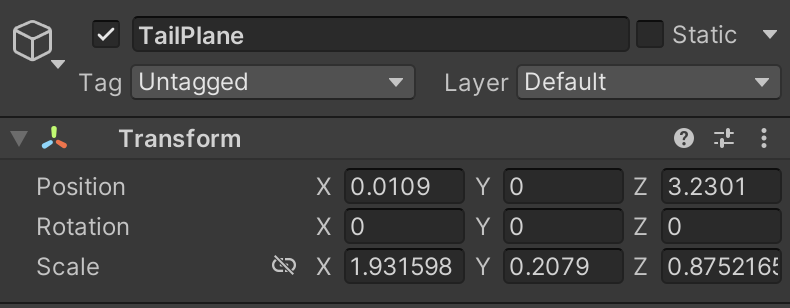 TailPlane Static
Tag Untagged Layer Default
Transform
Position X 0.0109 Y 0 Z 3.2301
Rotation X 0 Y 0 Z 0
Scale X 1.931598 Y 0.2079 Z 0.8752165